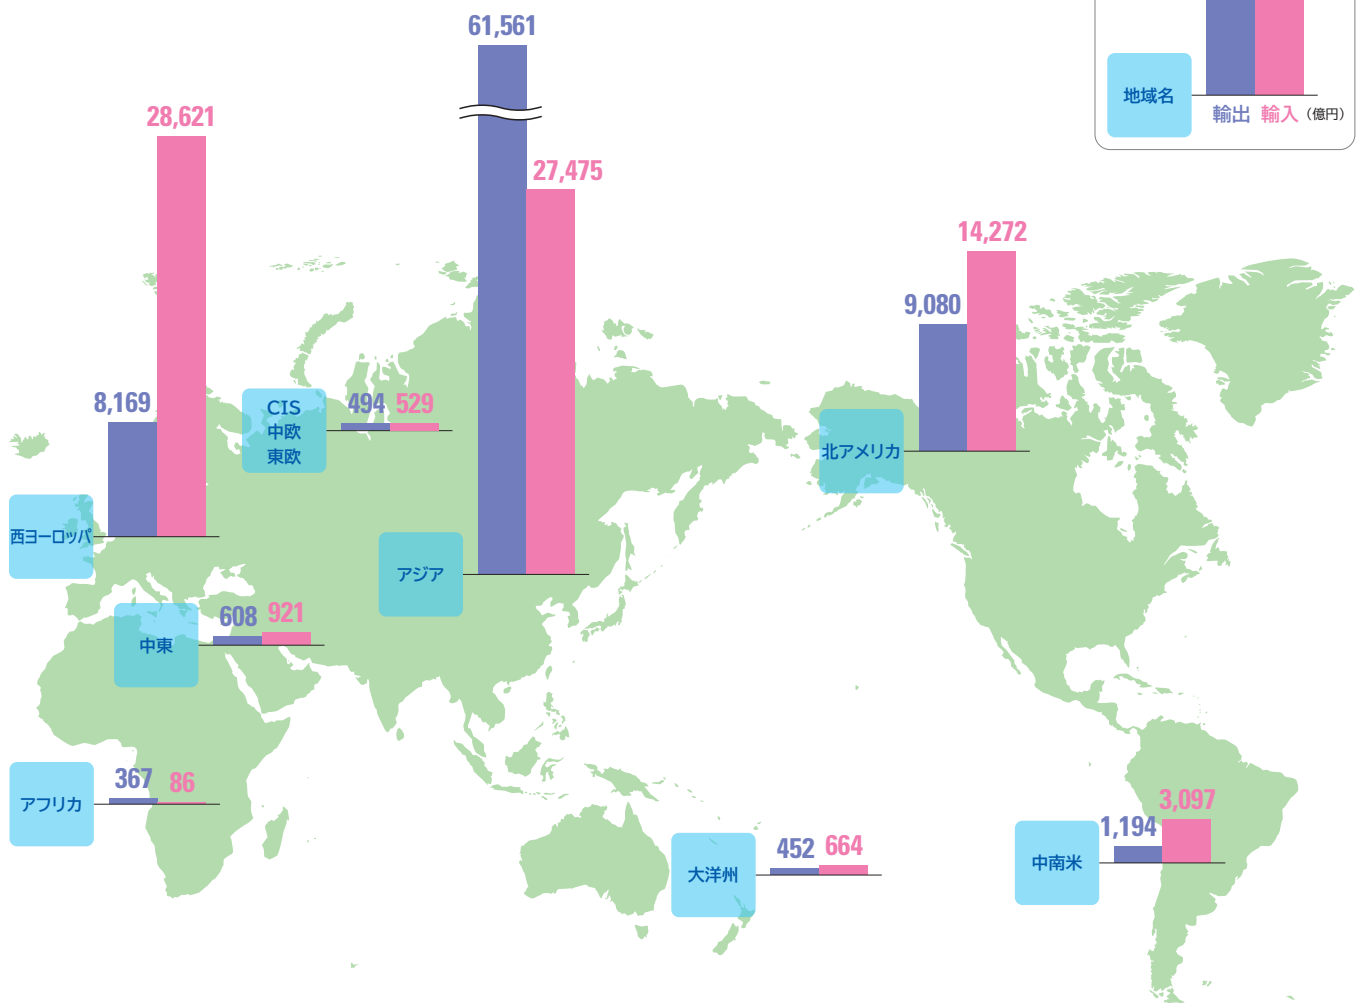 61,561
28,621
地域名
輸出 輸入 (億円)
27,475
14,272
9,080
8,169
CIS
中欧
東欧
494 529
北アメリカ
西ヨーロッパ
アジア
608 921
中東
アフリカ
367 86
大洋州
452 664
中南米
1,194
3,097